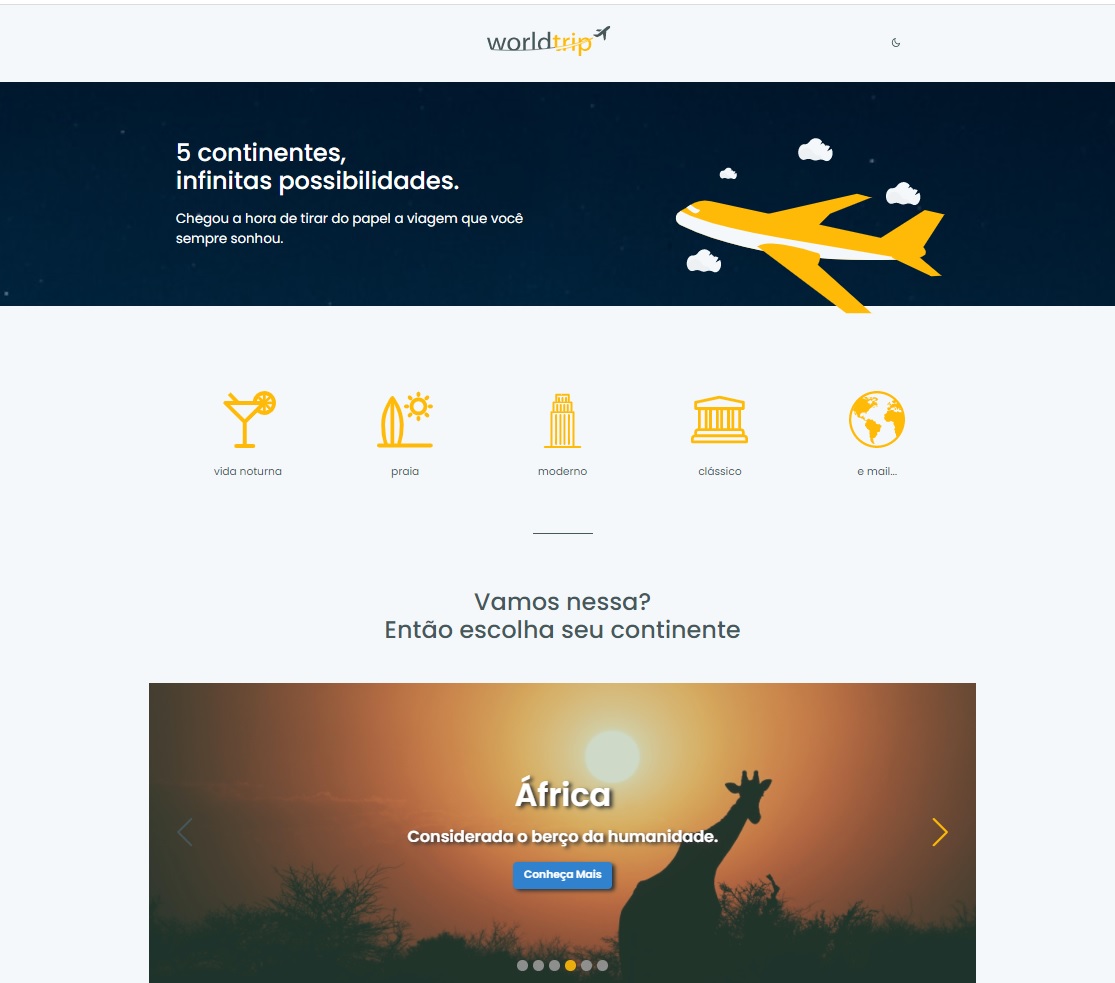 worldtrip
5 continentes,
infinitas possibilidades.
Chegou a hora de tirar do papel a viagem que você
sempre sonhou.
vida noturna
praia
moderno
clássico
e mail...
Vamos nessa?
Então escolha seu continente
África
Considerada o berço da humanidade.
Conheça Mais